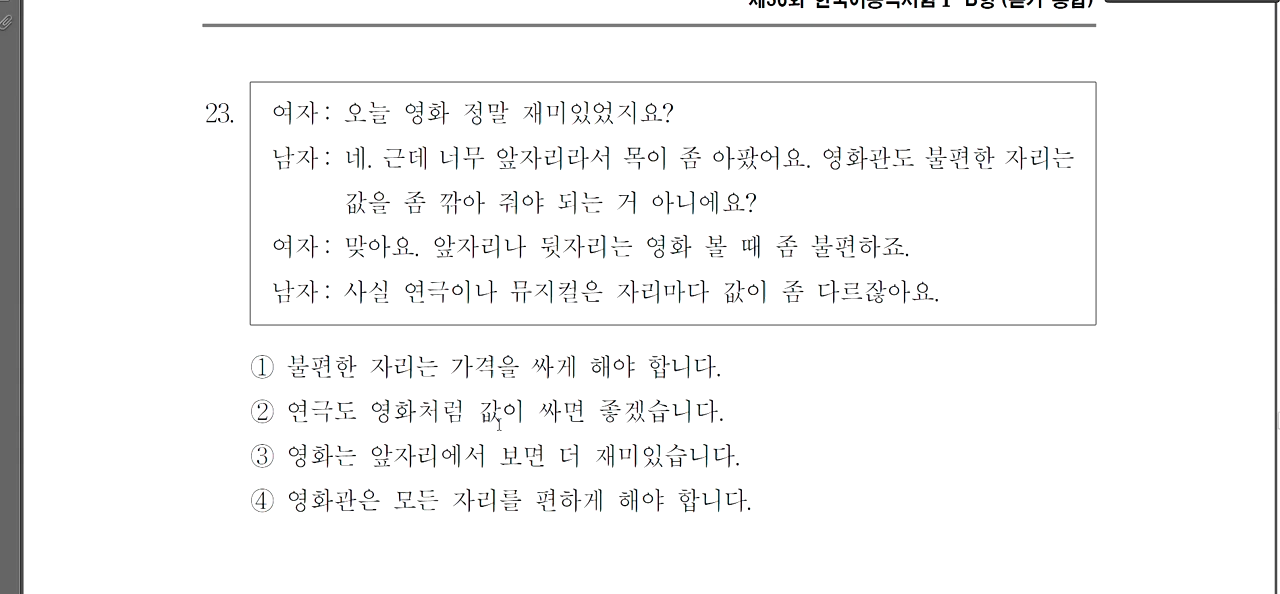 23.
여자: 오늘 영화 정말 재미있었지요?
남자: 네. 근데 너무 앞자리라서 목이 좀 아팠어요. 영화관도 불편한 자리는
값을 좀 깎아 줘야 되는 거 아니에요?
여자: 맞아요. 앞자리나 뒷자리는 영화 볼 때 좀 불편하죠.
남자: 사실 연극이나 뮤지컬은 자리마다 값이 좀 다르잖아요.
① 불편한 자리는 가격을 싸게 해야 합니다.
② 연극도 영화처럼 값이 싸면 좋겠습니다.
③ 영화는 앞자리에서 보면 더 재미있습니다.
④ 영화관은 모든 자리를 편하게 해야 합니다.